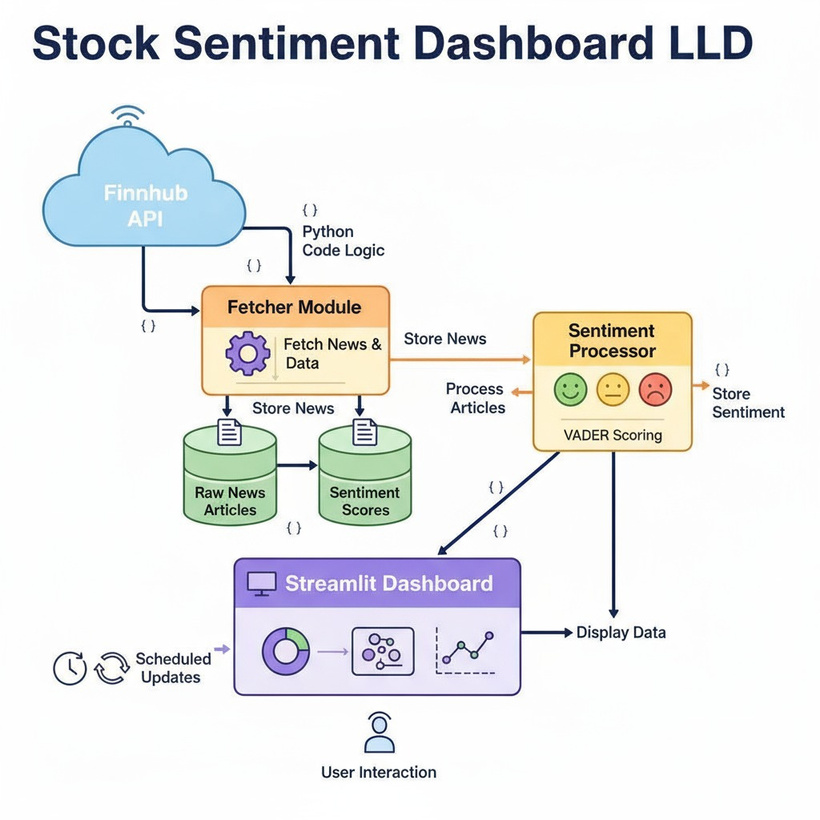 Stock Sentiment Dashboard LLD
Finnhub
API
{ }
Python
Code Logic
{ }
{ }
Fetcher Module
Fetch News &
Data
Store News
Sentiment
Processor
VADER Scoring
Process
Articles
{ }
Store
Sentiment
Store News
Raw News
Articles
Sentiment
Scores
{ }
{ }
{ }
Streamlit Dashboard
Display Data
Scheduled
Updates
User Interaction